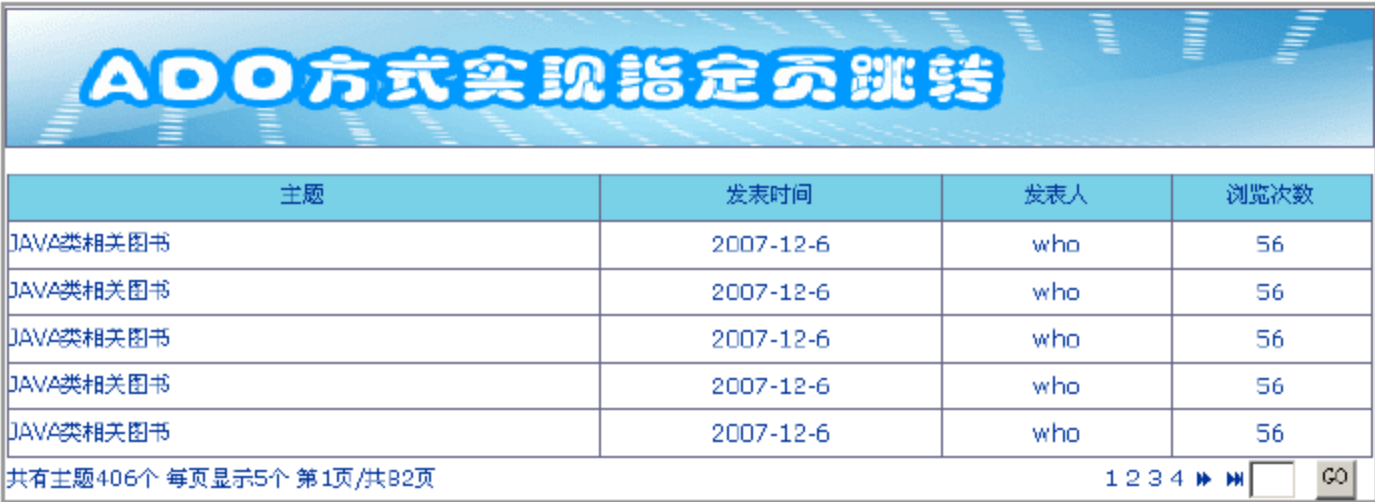 ADO方式实现指定页跳转
主题 发表时间 发表人 浏览次数
JAVA类相关图书 2007-12-6 who 56
JAVA类相关图书 2007-12-6 who 56
JAVA类相关图书 2007-12-6 who 56
JAVA类相关图书 2007-12-6 who 56
JAVA类相关图书 2007-12-6 who 56
共有主题406个 每页显示5个 第1页/共82页 1 2 3 4 GO